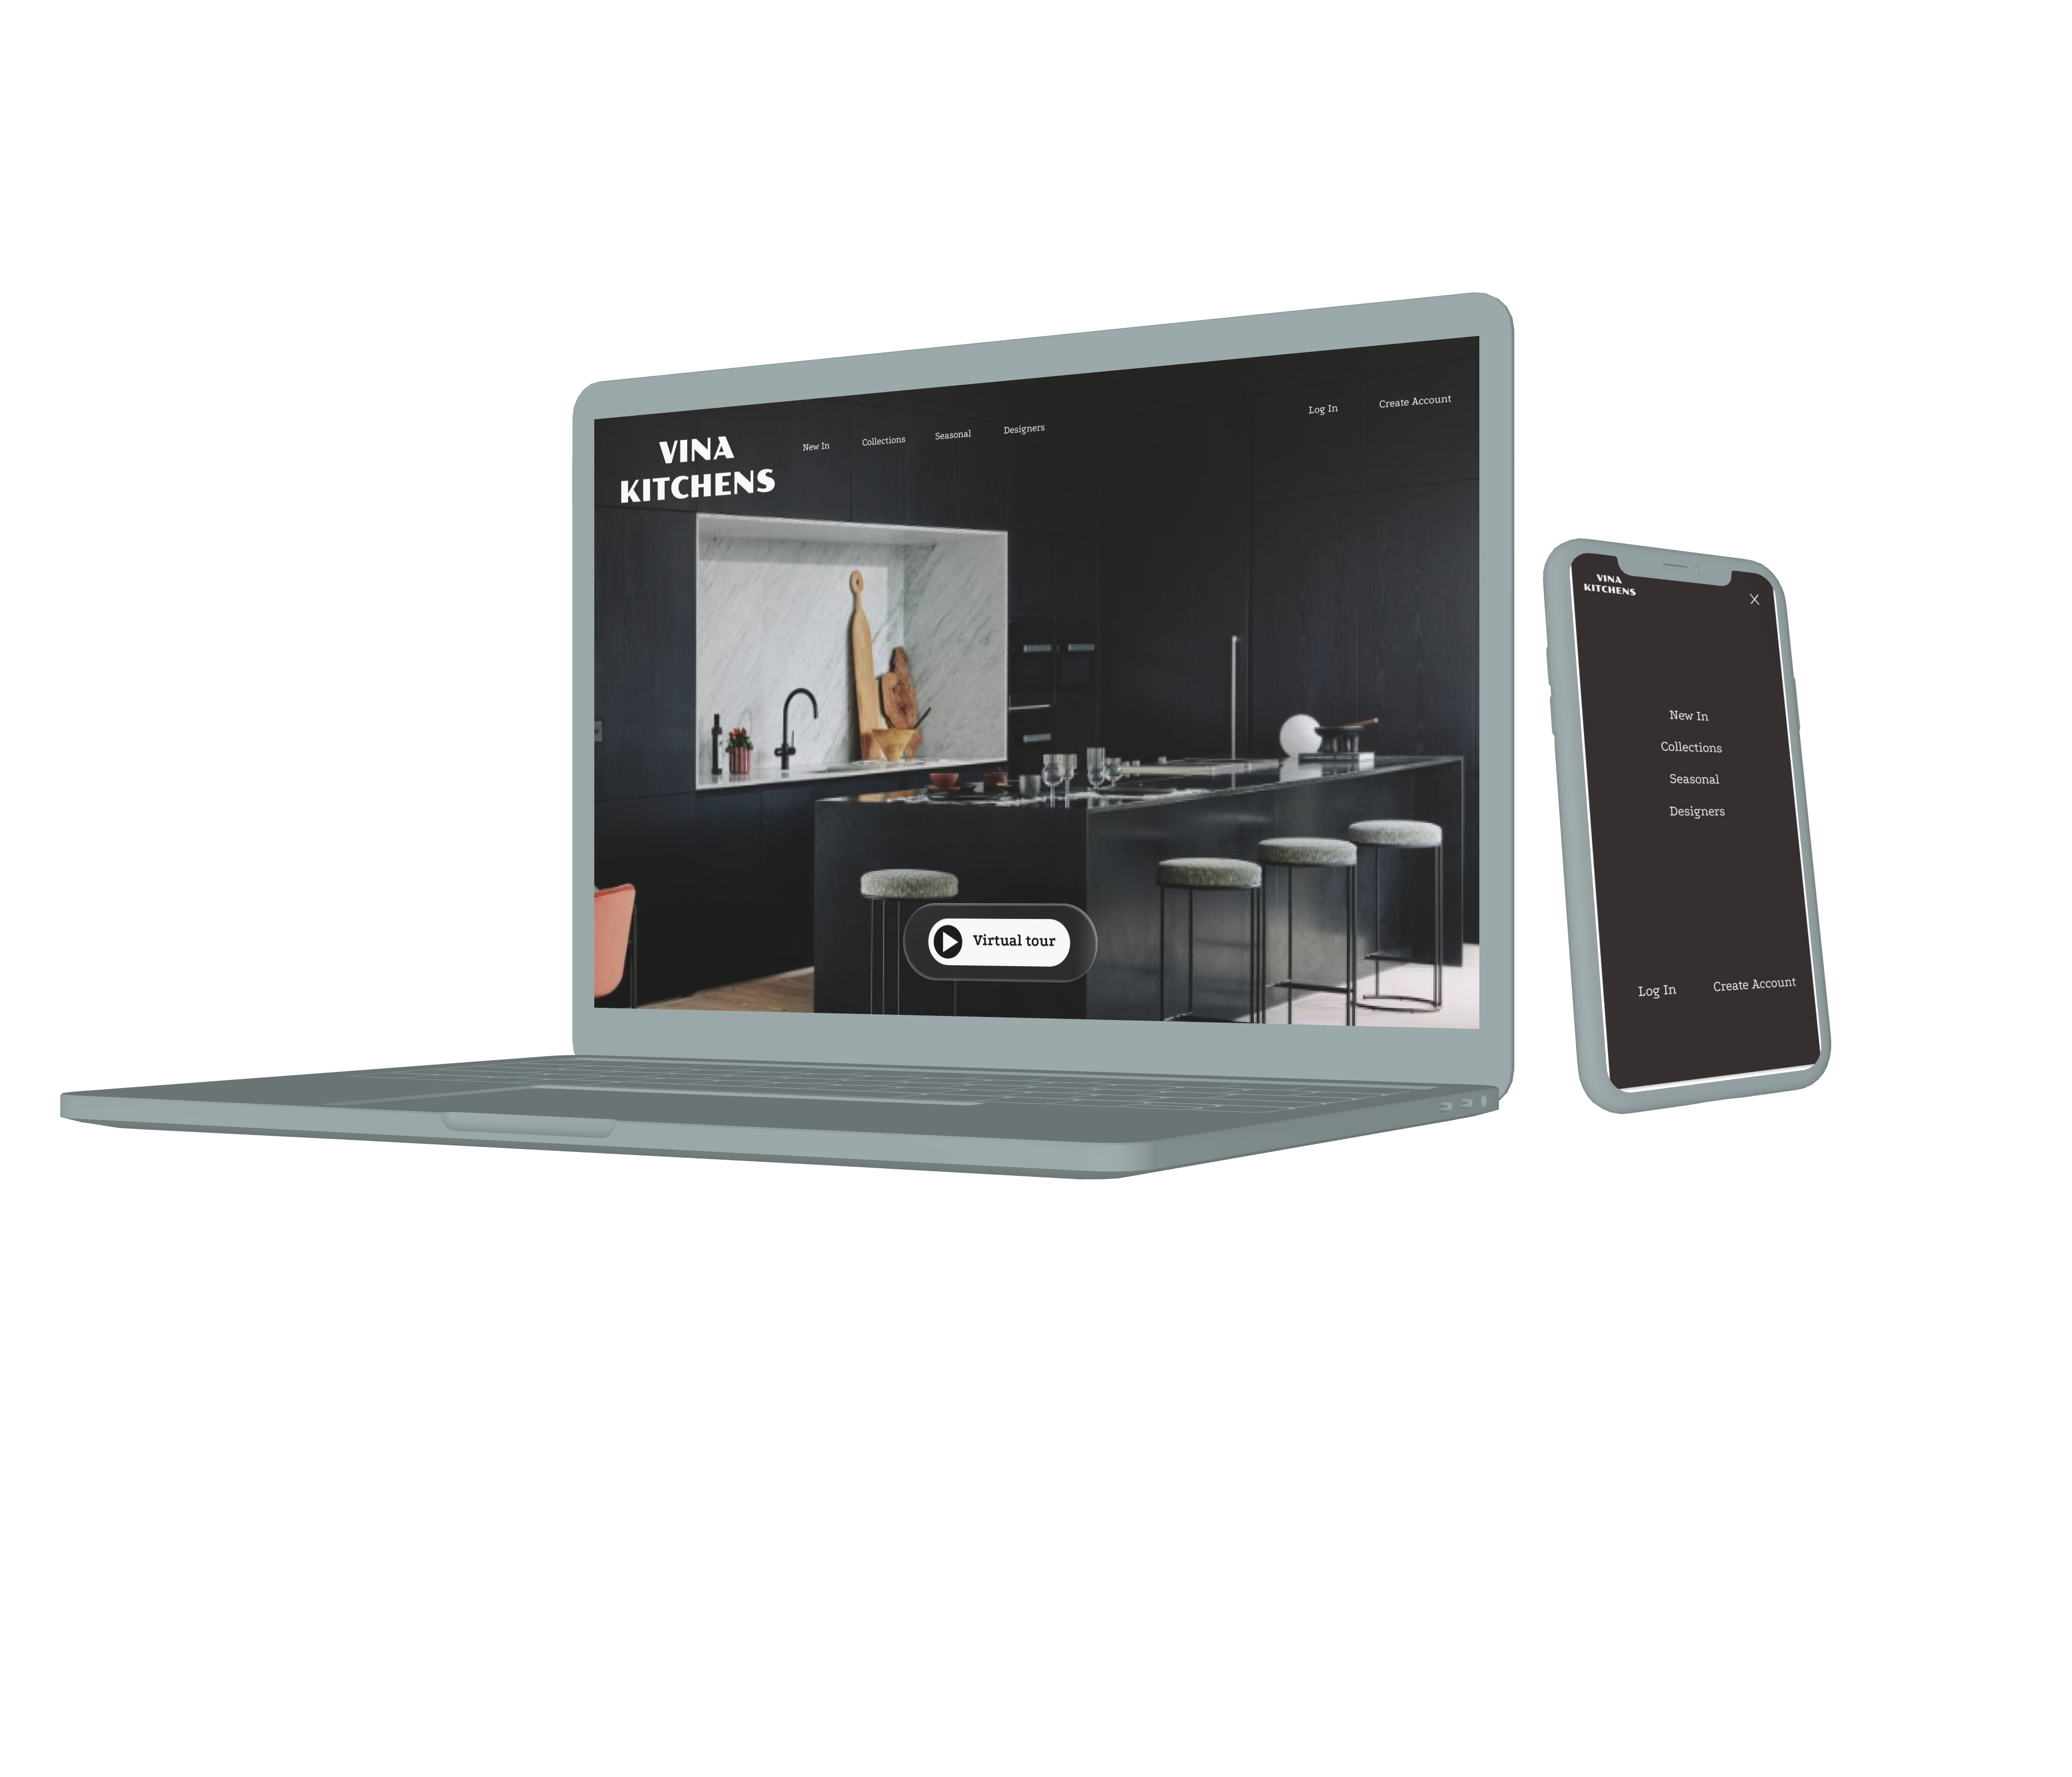 VINA
KITCHENS
New In
Collections
Seasonal
Designers
Log In
Create Account
Virtual tour
VINA
KITCHENS
X
New In
Collections
Seasonal
Designers
Log In
Create Account